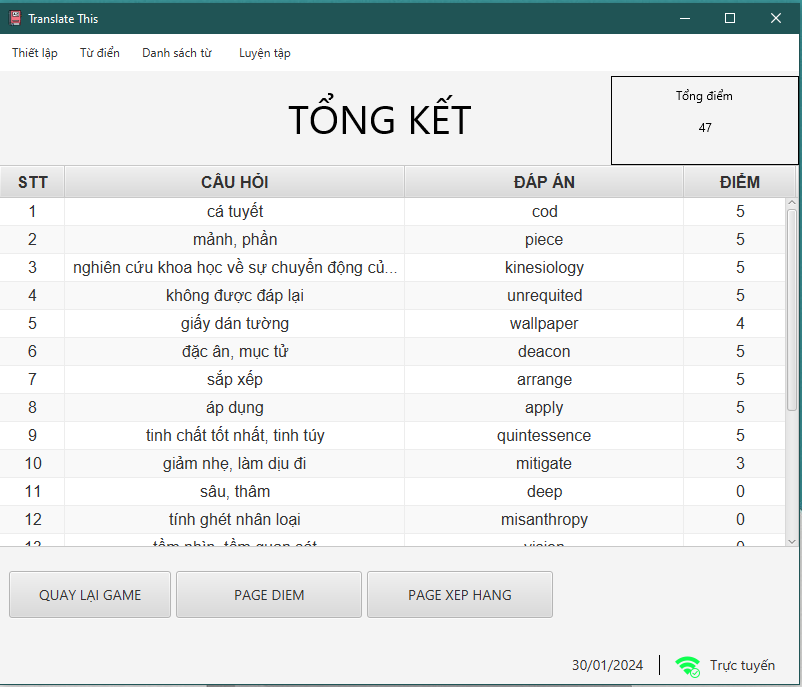 Translate This
Thiết lập Từ điển Danh sách từ Luyện tập
TỔNG KẾT
Tổng điểm
47
STT CÂU HỎI ĐÁP ÁN ĐIỂM
1 cá tuyết cod 5
2 mảnh, phần piece 5
3 nghiên cứu khoa học về sự chuyển động củ... kinesiology 5
4 không được đáp lại unrequited 5
5 giấy dán tường wallpaper 4
6 đặc ân, mục tử deacon 5
7 sắp xếp arrange 5
8 áp dụng apply 5
9 tinh chất tốt nhất, tinh túy quintessence 5
10 giảm nhẹ, làm dịu đi mitigate 3
11 sâu, thâm deep 0
12 tính ghét nhân loại misanthropy 0
13 tầm nhìn, tầm quan sát vision 0
QUAY LẠI GAME PAGE DIEM PAGE XEP HANG
30/01/2024 Trực tuyến